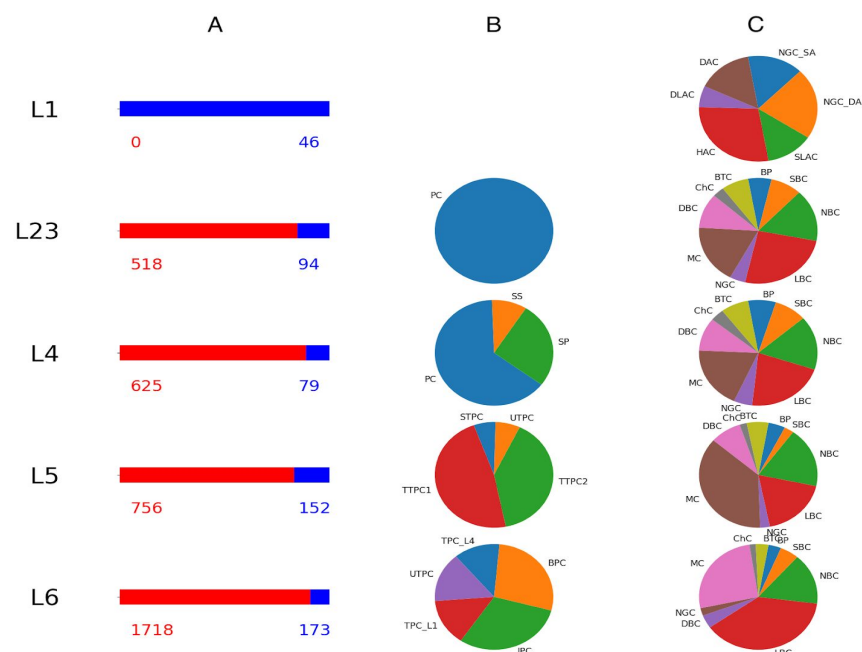 A B C
L1
0 46
NGC_SA
NGC_DA
SLAC
HAC
DLAC
DAC
L23
518 94
PC
BP
SBC
NBC
LBC
NGC
MC
DBC
ChC
BTC
L4
625 79
SS
SP
PC
BP
SBC
NBC
LBC
NGC
MC
DBC
ChC
BTC
L5
756 152
STPC
UTPC
TTPC2
TTPC1
BP
SBC
NBC
LBC
NGC
MC
DBC
ChC
BTC
L6
1718 173
TPC_L4
BPC
IPC
TPC_L1
UTPC
BP
SBC
NBC
LBC
DBC
NGC
MC
ChC
BTC